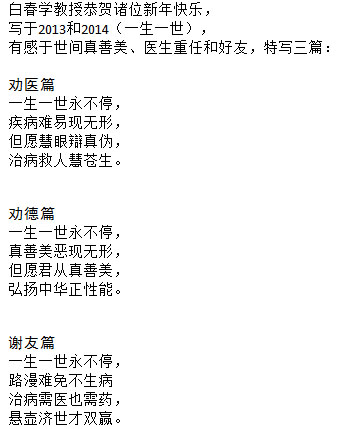 白春学教授恭贺诸位新年快乐，
写于2013和2014（一生一世），
有感于世间真善美、医生重任和好友，特写三篇：
劝医篇
一生一世永不停，
疾病难易现无形，
但愿慧眼辩真伪，
治病救人慧苍生。
劝德篇
一生一世永不停，
真善美恶现无形，
但愿君从真善美，
弘扬中华正性能。
谢友篇
一生一世永不停，
路漫难免不生病
治病需医也需药，
悬壶济世才双赢。